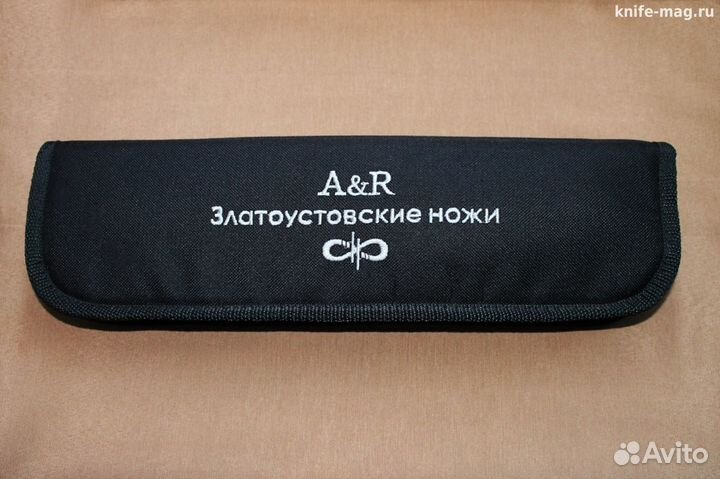 knife-mag.ru
A&R
Златоустовские ножи
Avito